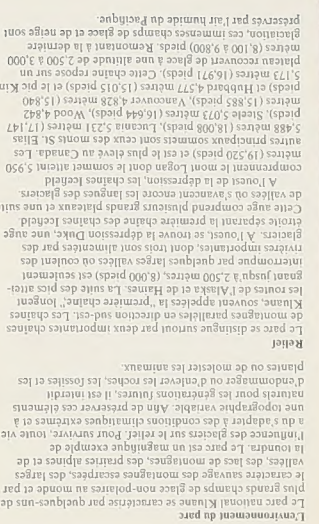 L'environnement du parc
Le parc national Kluane se caractérise par quelques-uns des
plus grands champs de glace non-polaires au monde et par
le caractère sauvage des montagnes escarpées, des larges
vallées, des lacs de montagnes, des prairies alpines et de
la toundra. Le parc est un magnifique exemple de
l'influence des glaciers sur le relief. Pour survivre, toute vie
a du s'adapter à des conditions climatiques extrêmes et à
une topographie variable. Afin de préserver ces éléments
naturels pour les générations futures, il est interdit
d'endommager ou d'enlever les roches, les fossiles et les
plantes ou de molester les animaux.
Relief
Le parc se distingue surtout par deux importantes chaînes
de montagnes parallèles en direction sud-est. Les chaînes
Kluane, souvent appelées la "première chaîne," longent
les routes de l'Alaska et de Haines. La suite des pics attei-
gnant jusqu'à 2,500 mètres, (8,000 pieds) est seulement
interrompue par quelques larges vallées ou coulent des
rivières importantes, dont trois sont alimentées par des
glaciers. A l'ouest, se trouve la dépression Duke, une auge
étroite séparant la première chaîne des chaînes Icefield.
Cette auge comprend plusieurs grands plateaux et une suite
de vallées où s'avancent encore les langues des glaciers.
A l'ouest de la dépression, les chaînes Icefield
comprennent le mont Logan dont le sommet atteint 5,950
mètres (19,520 pieds) et est le plus élevé au Canada. Les
autres principaux sommets sont ceux des monts St. Elias
5,488 mètres (18,008 pieds), Lucania 5,231 mètres (17,147
pieds), Steele 5,073 mètres (16,644 pieds), Wood 4,842
mètres (15,885 pieds), Vancouver 4,828 mètres (15,840
pieds) et Hubbard 4,577 mètres (15,015 pieds) et le pic King
5,173 mètres (16,971 pieds). Cette chaîne repose sur un
plateau recouvert de glace à une altitude de 2,500 à 3,000
mètres (8,100 à 9,800) pieds. Remontant à la dernière
glaciation, ces immenses champs de glace et de neige sont
préservés par l'air humide du Pacifique.